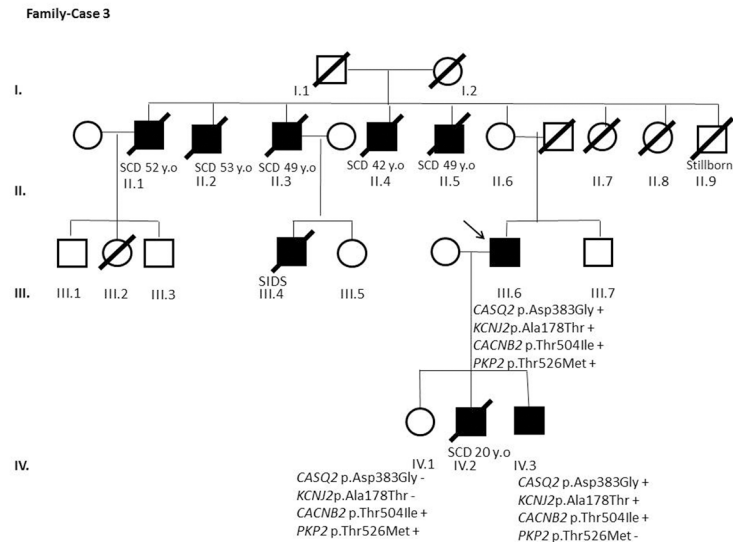 Family-Case 3
I.
I.1
I.2
SCD 52 y.o
SCD 53 y.o
SCD 49 y.o
SCD 42 y.o
SCD 49 y.o
Stillborn
II.1
II.2
II.3
II.4
II.5
II.6
II.7
II.8
II.9
II.
SIDS
III.
III.1
III.2
III.3
III.4
III.5
III.6
III.7
CASQ2 p.Asp383Gly +
KCNJ2p.Ala178Thr +
CACNB2 p.Thr504Ile +
PKP2 p.Thr526Met +
SCD 20 y.o
IV.
IV.1
IV.2
IV.3
CASQ2 p.Asp383Gly -
KCNJ2p.Ala178Thr -
CACNB2 p.Thr504Ile +
PKP2 p.Thr526Met +
CASQ2 p.Asp383Gly +
KCNJ2p.Ala178Thr +
CACNB2 p.Thr504Ile +
PKP2 p.Thr526Met -